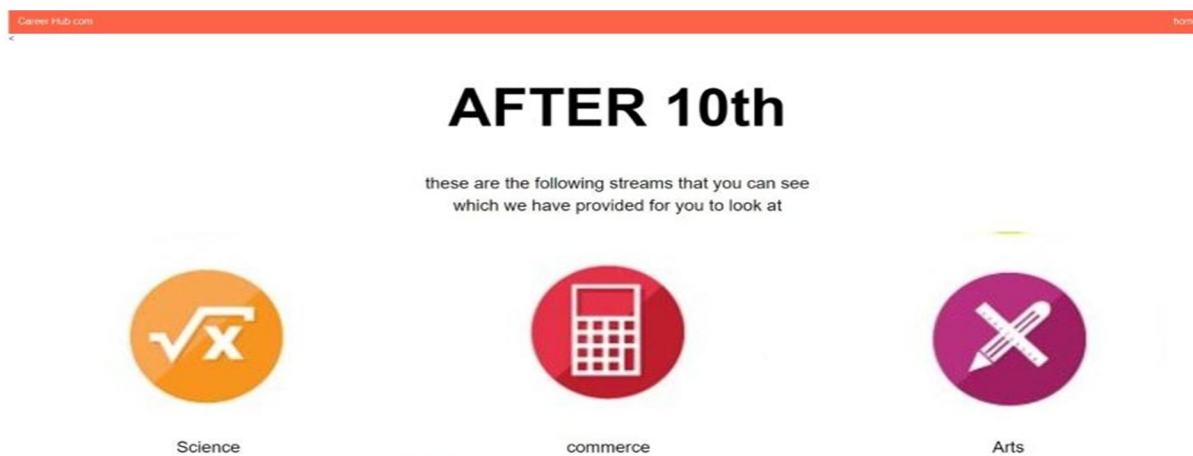 Career Hub com hom
<
AFTER 10th
these are the following streams that you can see
which we have provided for you to look at
√x
Science commerce Arts